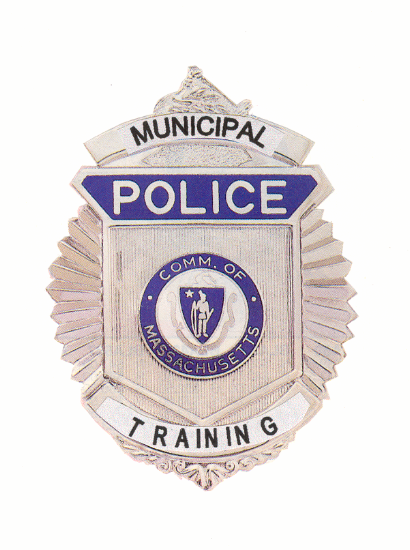 MUNICIPAL
POLICE
COMM. OF
MASSACHUSETTS
TRAINING